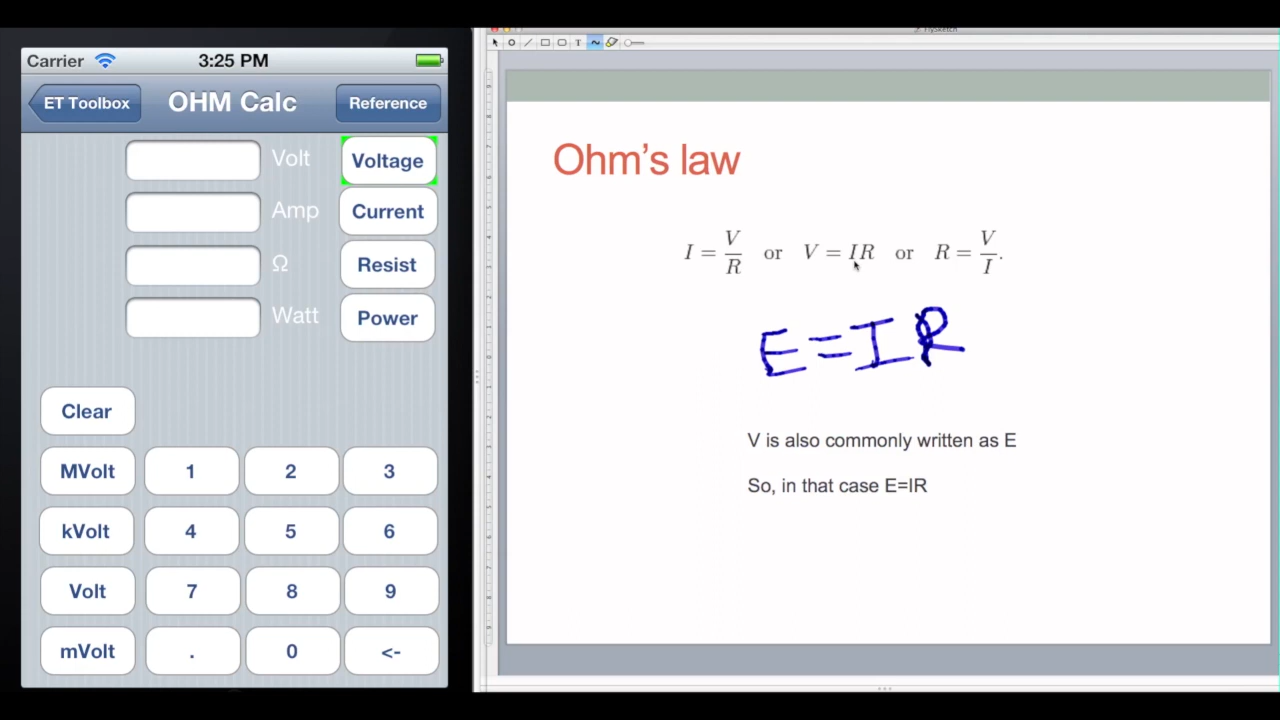 Carrier 3:25 PM
ET Toolbox OHM Calc Reference
Volt Voltage
Amp Current
Ω Resist
Watt Power
Clear
MVolt 1 2 3
kVolt 4 5 6
Volt 7 8 9
mVolt . 0 <-
FlySketch
T
Ohm's law
I = V/R or V = IR or R = V/I.
E=IR
V is also commonly written as E
So, in that case E=IR